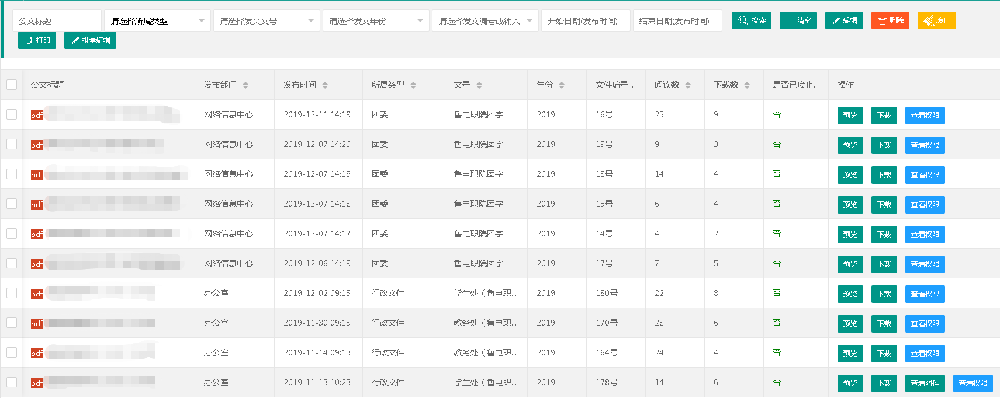 公文标题 请选择所属类型 请选择发文文号 请选择发文年份 请选择发文编号或输入 开始日期(发布时间) 结束日期(发布时间) 搜索 清空 编辑 删除 废止
打印 批量编辑
公文标题 发布部门 发布时间 所属类型 文号 年份 文件编号... 阅读数 下载数 是否已废止... 操作
pdf 网络信息中心 2019-12-11 14:19 团委 鲁电职院团字 2019 16号 25 9 否 预览 下载 查看权限
pdf 网络信息中心 2019-12-07 14:20 团委 鲁电职院团字 2019 19号 9 3 否 预览 下载 查看权限
pdf 网络信息中心 2019-12-07 14:19 团委 鲁电职院团字 2019 18号 14 4 否 预览 下载 查看权限
pdf 网络信息中心 2019-12-07 14:18 团委 鲁电职院团字 2019 15号 6 4 否 预览 下载 查看权限
pdf 网络信息中心 2019-12-07 14:17 团委 鲁电职院团字 2019 14号 4 2 否 预览 下载 查看权限
pdf 网络信息中心 2019-12-06 14:19 团委 鲁电职院团字 2019 17号 7 5 否 预览 下载 查看权限
pdf 办公室 2019-12-02 09:13 行政文件 学生处（鲁电职... 2019 180号 22 8 否 预览 下载 查看权限
pdf 办公室 2019-11-30 09:13 行政文件 教务处（鲁电职... 2019 170号 28 6 否 预览 下载 查看权限
pdf 办公室 2019-11-14 09:13 行政文件 教务处（鲁电职... 2019 164号 24 4 否 预览 下载 查看权限
pdf 办公室 2019-11-13 10:23 行政文件 学生处（鲁电职... 2019 178号 14 6 否 预览 下载 查看附件 查看权限